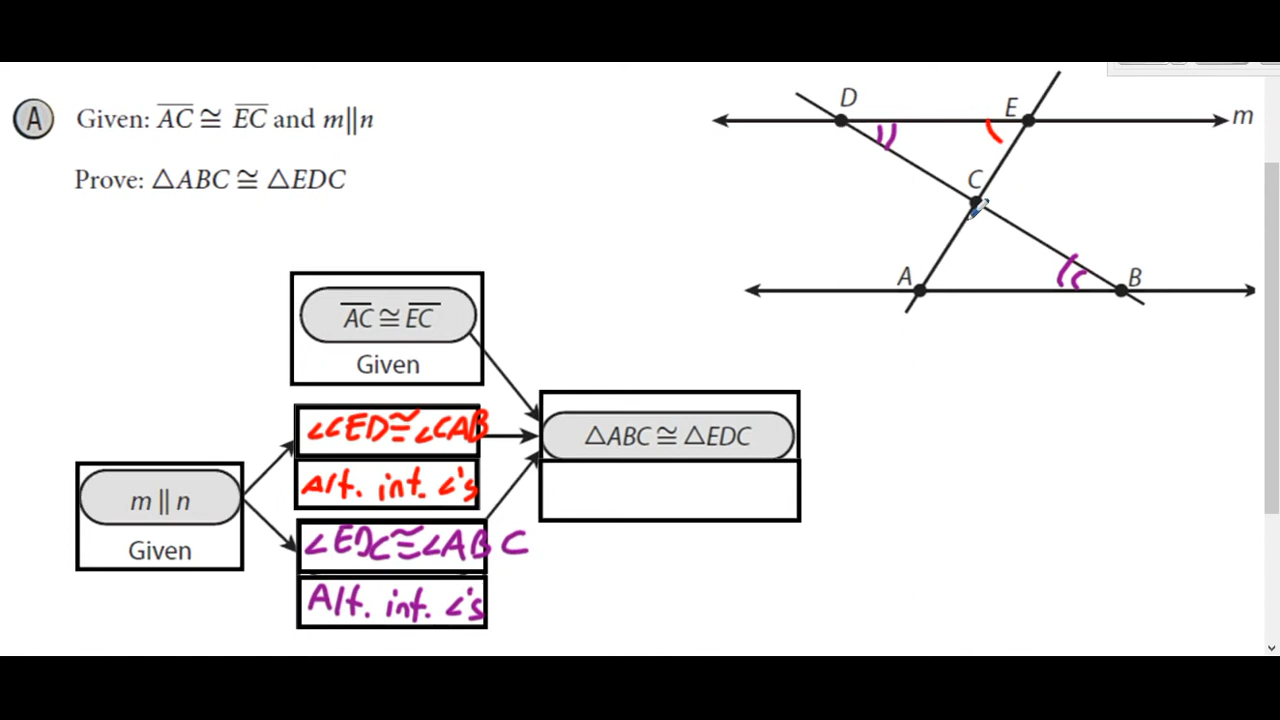 A Given: AC ≅ EC and m||n
Prove: △ABC ≅ △EDC
D
E
m
C
A
B
AC ≅ EC
Given
∠CED≅∠CAB
Alt. int. ∠'s
m || n
Given
∠EDC≅∠ABC
Alt. int. ∠'s
△ABC ≅ △EDC